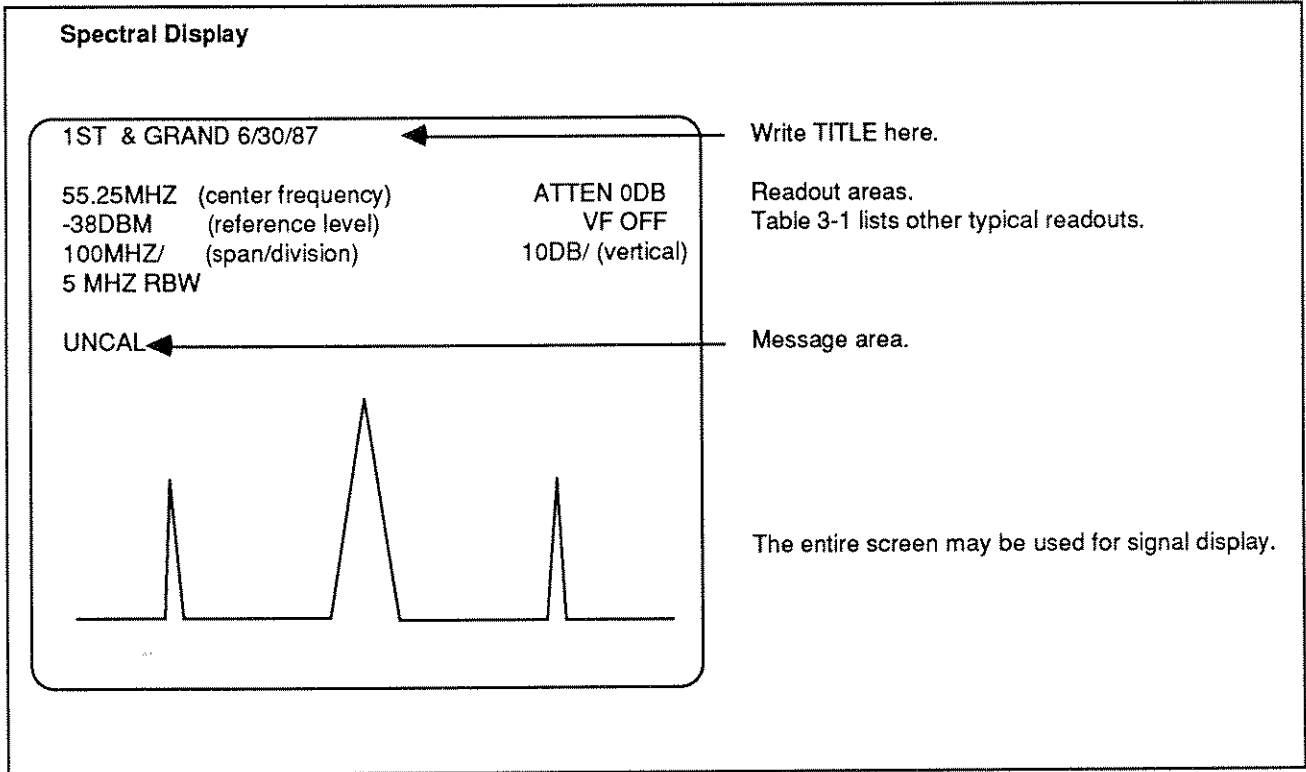 Spectral Display
1ST & GRAND 6/30/87
Write TITLE here.
55.25MHZ (center frequency)
ATTEN 0DB
Readout areas.
-38DBM (reference level)
VF OFF
Table 3-1 lists other typical readouts.
100MHZ/ (span/division)
10DB/ (vertical)
5 MHZ RBW
UNCAL
Message area.
The entire screen may be used for signal display.